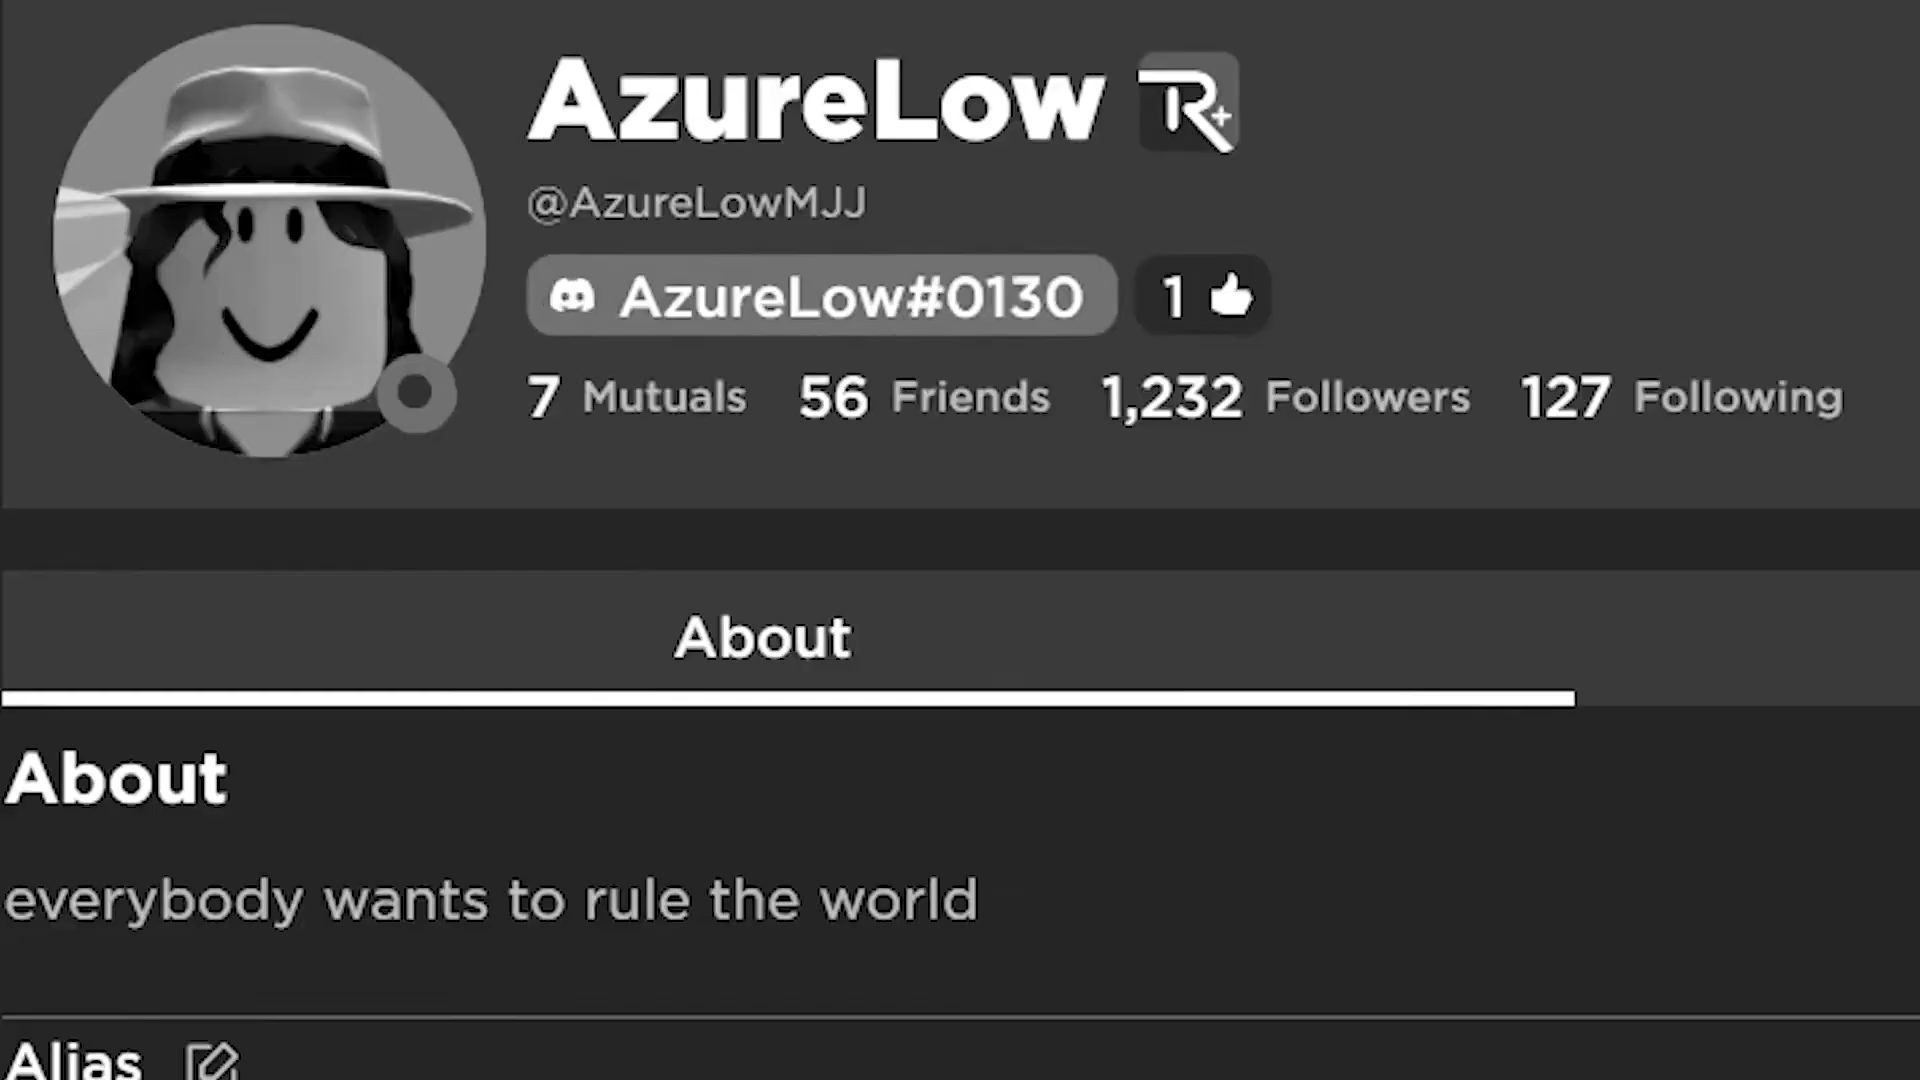 AzureLow R+
@AzureLowMJJ
AzureLow#0130 1
7 Mutuals 56 Friends 1,232 Followers 127 Following
About
About
everybody wants to rule the world
Alias